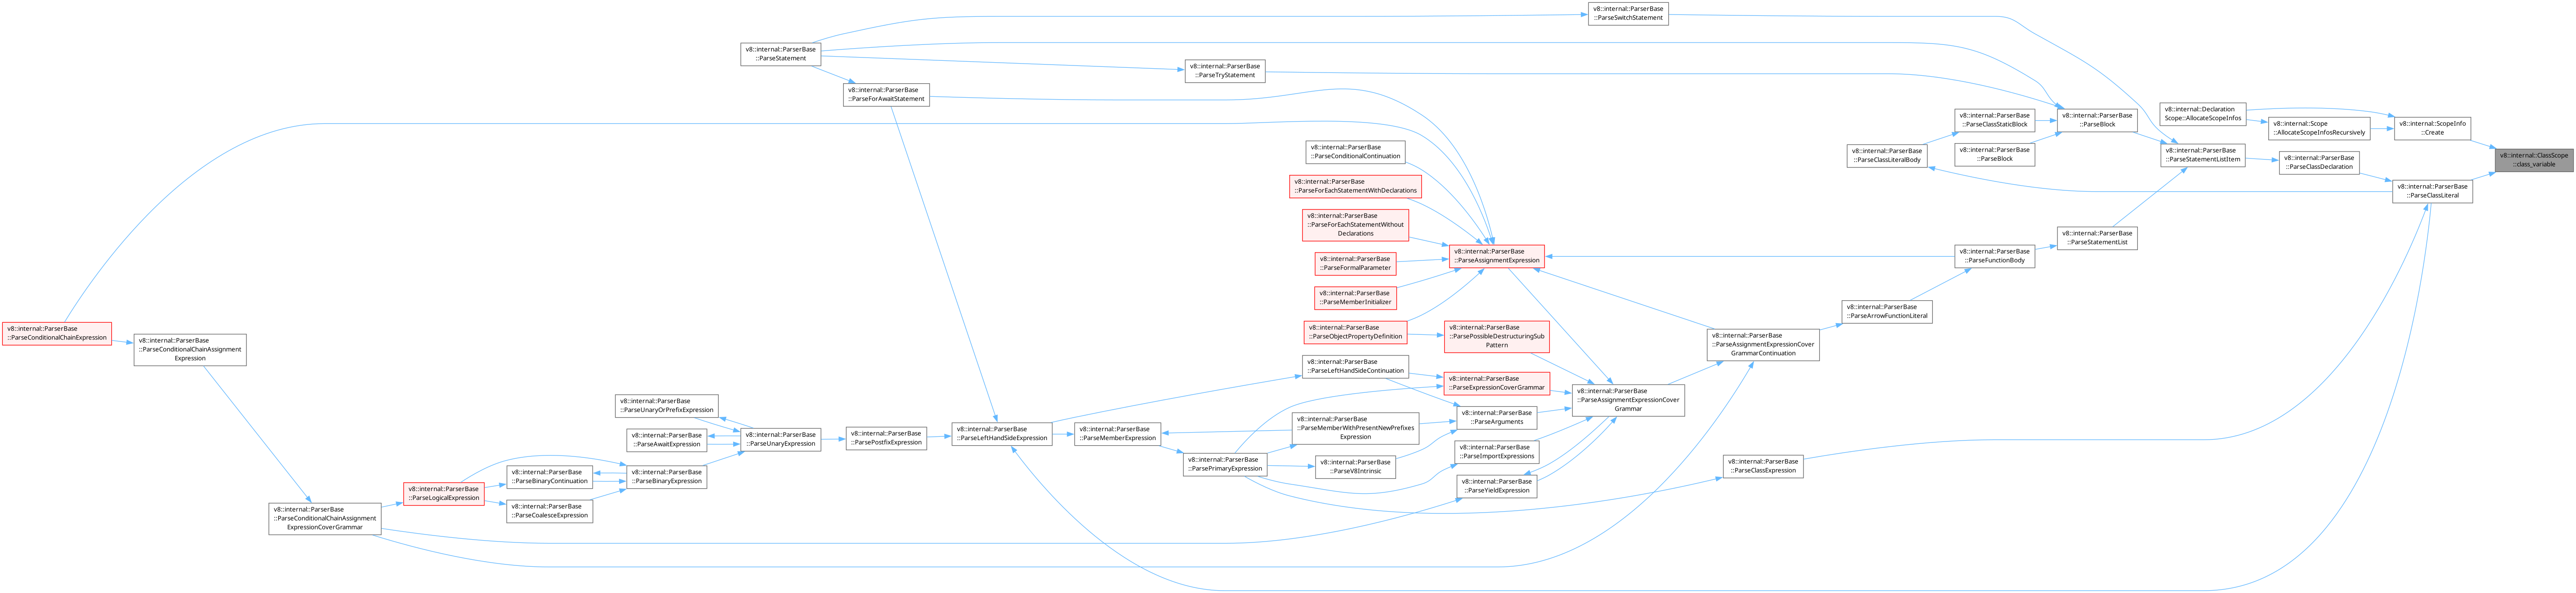 v8::internal::ParserBase
::ParseSwitchStatement
v8::internal::ParserBase
::ParseStatement
v8::internal::ParserBase
::ParseTryStatement
v8::internal::ParserBase
::ParseForAwaitStatement
v8::internal::Declaration
Scope::AllocateScopeInfos
v8::internal::ParserBase
::ParseClassStaticBlock
v8::internal::ParserBase
::ParseBlock
v8::internal::Scope
::AllocateScopeInfosRecursively
v8::internal::ScopeInfo
::Create
v8::internal::ParserBase
::ParseConditionalContinuation
v8::internal::ParserBase
::ParseClassLiteralBody
v8::internal::ParserBase
::ParseBlock
v8::internal::ParserBase
::ParseStatementListItem
v8::internal::ParserBase
::ParseClassDeclaration
v8::internal::ClassScope
::class_variable
v8::internal::ParserBase
::ParseForEachStatementWithDeclarations
v8::internal::ParserBase
::ParseClassLiteral
v8::internal::ParserBase
::ParseForEachStatementWithout
Declarations
v8::internal::ParserBase
::ParseStatementList
v8::internal::ParserBase
::ParseAssignmentExpression
v8::internal::ParserBase
::ParseFunctionBody
v8::internal::ParserBase
::ParseFormalParameter
v8::internal::ParserBase
::ParseMemberInitializer
v8::internal::ParserBase
::ParseArrowFunctionLiteral
v8::internal::ParserBase
::ParseConditionalChainExpression
v8::internal::ParserBase
::ParseConditionalChainAssignment
Expression
v8::internal::ParserBase
::ParseObjectPropertyDefinition
v8::internal::ParserBase
::ParsePossibleDestructuringSub
Pattern
v8::internal::ParserBase
::ParseAssignmentExpressionCover
GrammarContinuation
v8::internal::ParserBase
::ParseLeftHandSideContinuation
v8::internal::ParserBase
::ParseExpressionCoverGrammar
v8::internal::ParserBase
::ParseAssignmentExpressionCover
Grammar
v8::internal::ParserBase
::ParseUnaryOrPrefixExpression
v8::internal::ParserBase
::ParseArguments
v8::internal::ParserBase
::ParseMemberWithPresentNewPrefixes
Expression
v8::internal::ParserBase
::ParseAwaitExpression
v8::internal::ParserBase
::ParseUnaryExpression
v8::internal::ParserBase
::ParsePostfixExpression
v8::internal::ParserBase
::ParseLeftHandSideExpression
v8::internal::ParserBase
::ParseMemberExpression
v8::internal::ParserBase
::ParseImportExpressions
v8::internal::ParserBase
::ParsePrimaryExpression
v8::internal::ParserBase
::ParseV8Intrinsic
v8::internal::ParserBase
::ParseClassExpression
v8::internal::ParserBase
::ParseBinaryContinuation
v8::internal::ParserBase
::ParseBinaryExpression
v8::internal::ParserBase
::ParseYieldExpression
v8::internal::ParserBase
::ParseLogicalExpression
v8::internal::ParserBase
::ParseCoalesceExpression
v8::internal::ParserBase
::ParseConditionalChainAssignment
ExpressionCoverGrammar